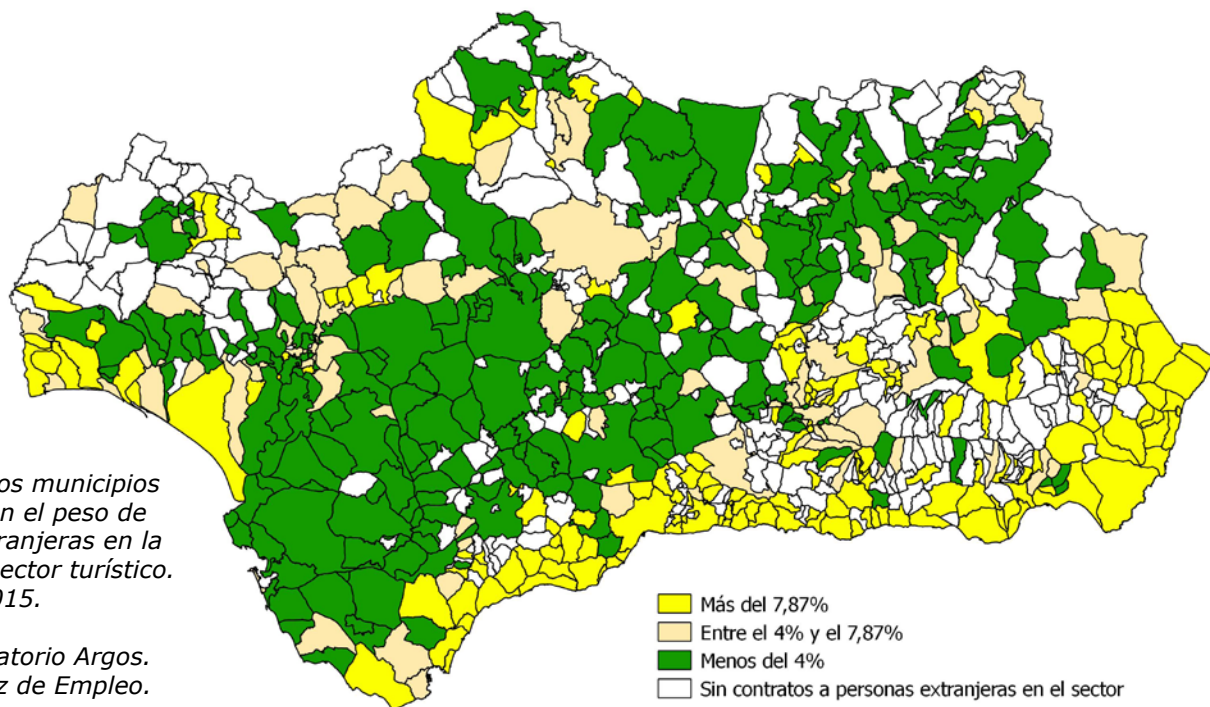 os municipios
n el peso de
ranjeras en la
ector turístico.
015.
atorio Argos.
z de Empleo.
Más del 7,87%
Entre el 4% y el 7,87%
Menos del 4%
Sin contratos a personas extranjeras en el sector